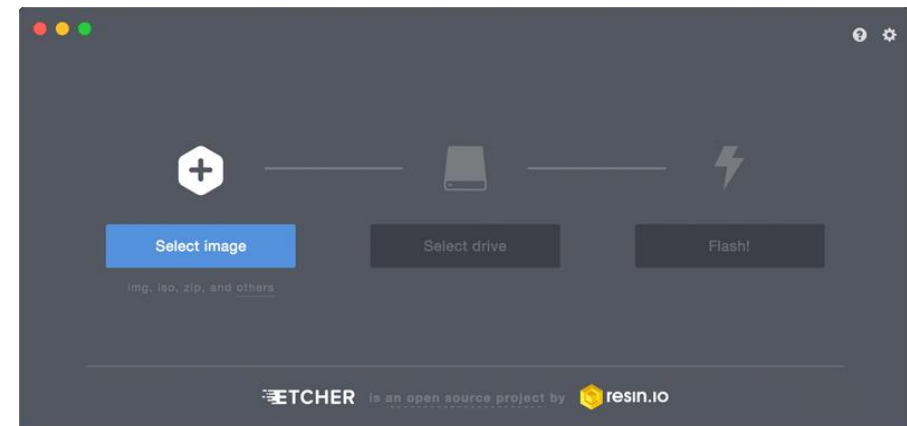 Select image
Select drive
Flash!
img, iso, zip, and others
ETCHER is an open source project by resin.io